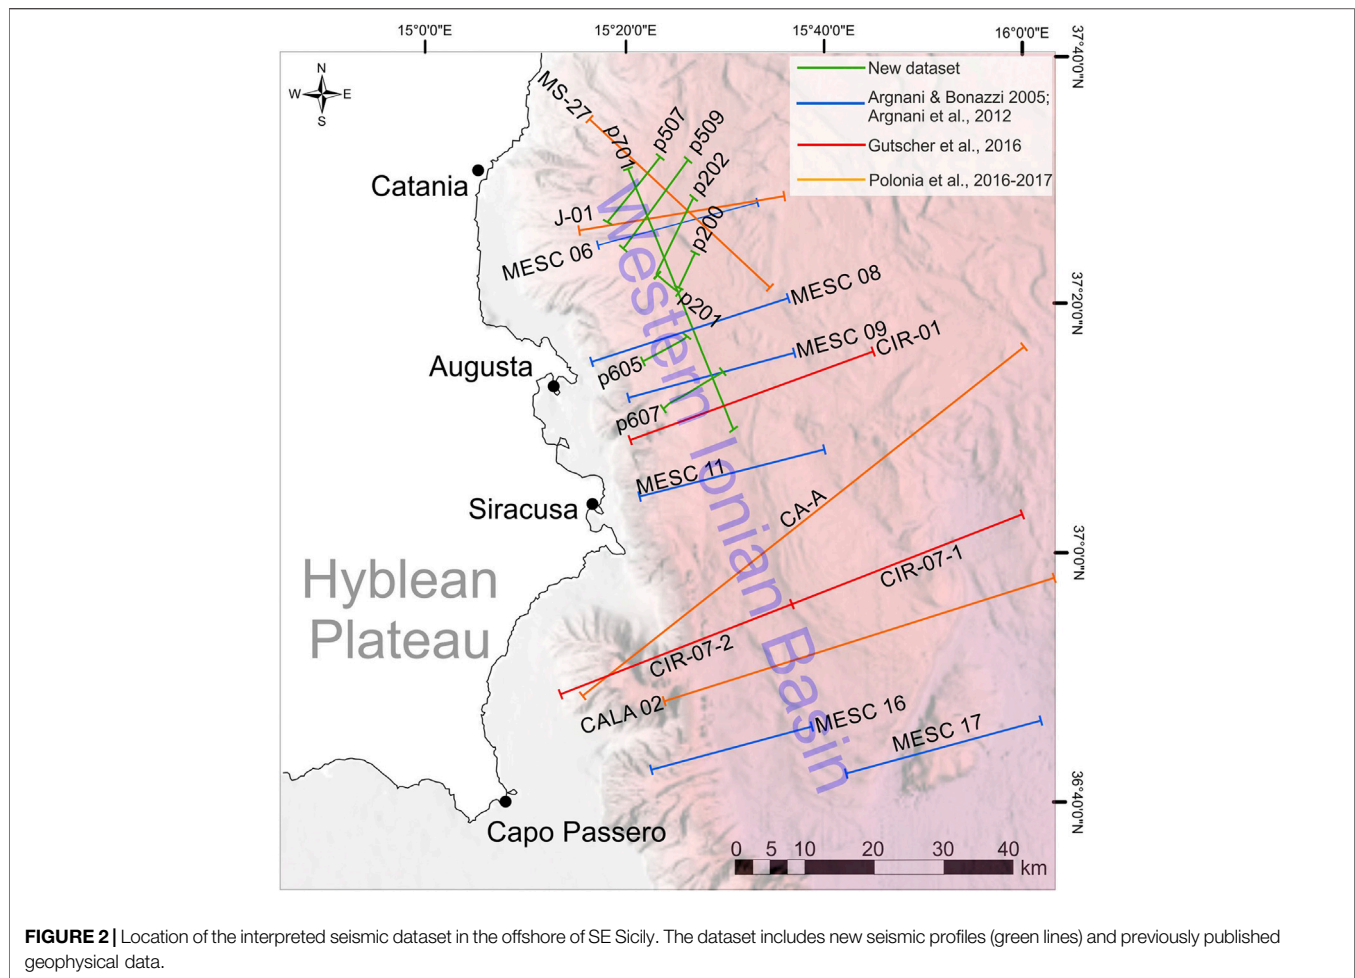 15°0'0"E
15°20'0"E
15°40'0"E
16°0'0"E
37°40'0"N
37°20'0"N
37°0'0"N
36°40'0"N
N
W
E
S
New dataset
Argnani & Bonazzi 2005;
Argnani et al., 2012
Gutscher et al., 2016
Polonia et al., 2016-2017
MS-27
p701
p507
p509
p202
p200
Catania
J-01
MESC 06
p201
MESC 08
MESC 09
CIR-01
Augusta
p605
p607
MESC 11
Siracusa
CA-A
Western Ionian Basin
Hyblean
Plateau
CIR-07-1
CIR-07-2
CALA 02
MESC 16
MESC 17
Capo Passero
0 5 10 20 30 40
km
FIGURE 2 | Location of the interpreted seismic dataset in the offshore of SE Sicily. The dataset includes new seismic profiles (green lines) and previously published
geophysical data.